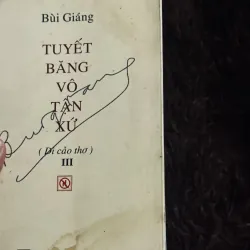 Bùi Giáng
TUYẾT
BĂNG
VÔ
TẬN
XỨ
( Di cảo thơ )
III